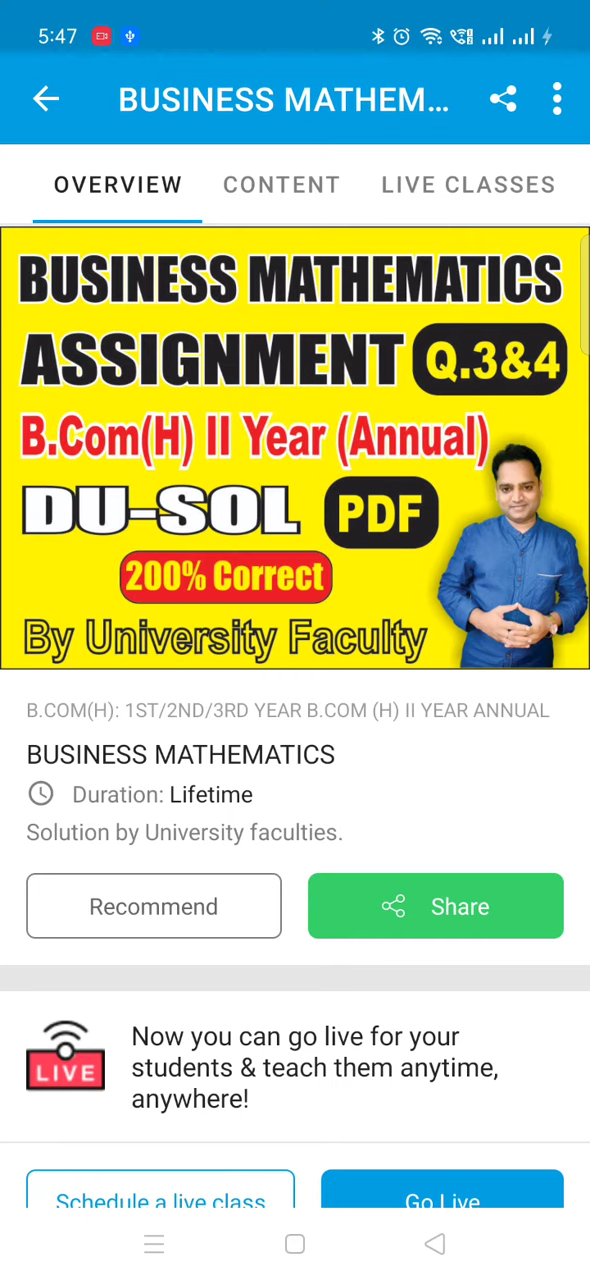 5:47
BUSINESS MATHEM...
OVERVIEW CONTENT LIVE CLASSES
BUSINESS MATHEMATICS
ASSIGNMENT Q.3&4
B.Com(H) II Year (Annual)
DU-SOL PDF
200% Correct
By University Faculty
B.COM(H): 1ST/2ND/3RD YEAR B.COM (H) II YEAR ANNUAL
BUSINESS MATHEMATICS
Duration: Lifetime
Solution by University faculties.
Recommend Share
LIVE
Now you can go live for your
students & teach them anytime,
anywhere!
Schedule a live class Go Live